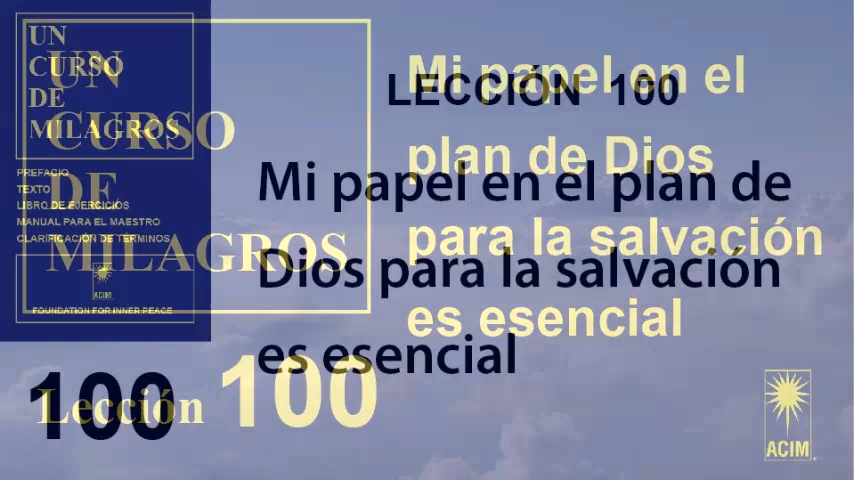 UN
CURSO
DE
MILAGROS
PREFACIO
TEXTO
LIBRO DE EJERCICIOS
MANUAL PARA EL MAESTRO
CLARIFICACIÓN DE TÉRMINOS
ACIM
FOUNDATION FOR INNER PEACE
100
UN
CURSO
DE
MILAGROS
Lección 100
LECCIÓN 100
Mi papel en el plan de
Dios para la salvación
es esencial
Mi papel en el
plan de Dios
para la salvación
es esencial
ACIM